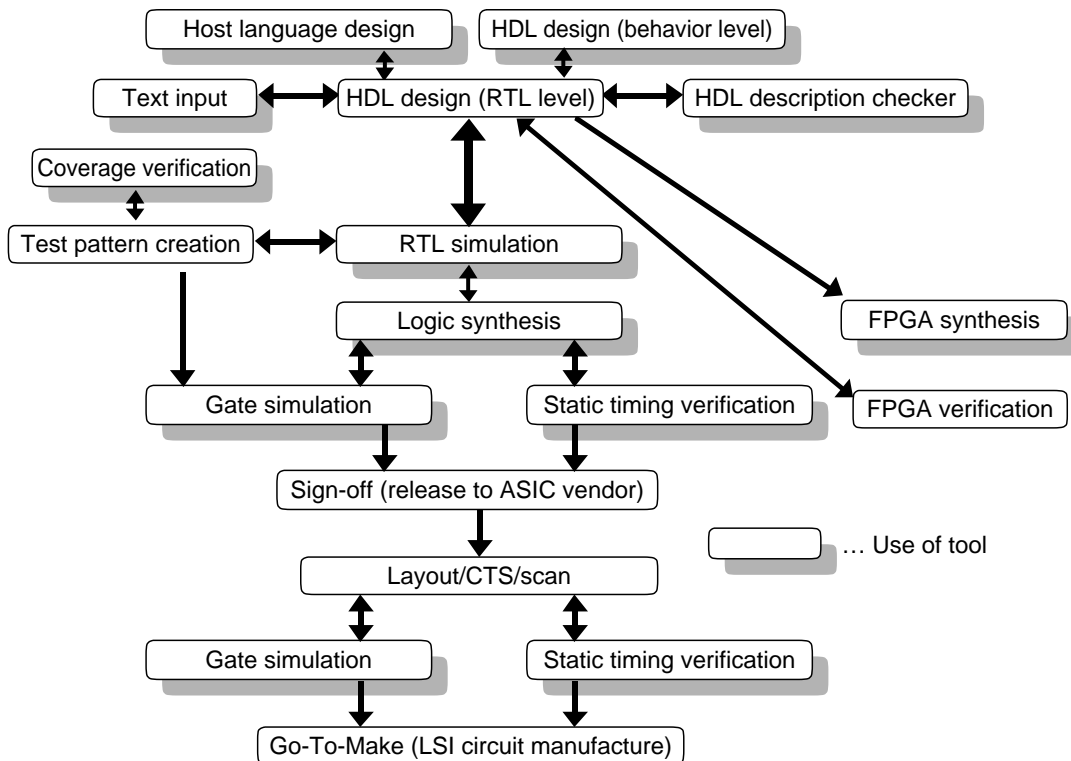 Host language design
HDL design (behavior level)
Text input
HDL design (RTL level)
HDL description checker
Coverage verification
Test pattern creation
RTL simulation
Logic synthesis
FPGA synthesis
Gate simulation
Static timing verification
FPGA verification
Sign-off (release to ASIC vendor)
… Use of tool
Layout/CTS/scan
Gate simulation
Static timing verification
Go-To-Make (LSI circuit manufacture)